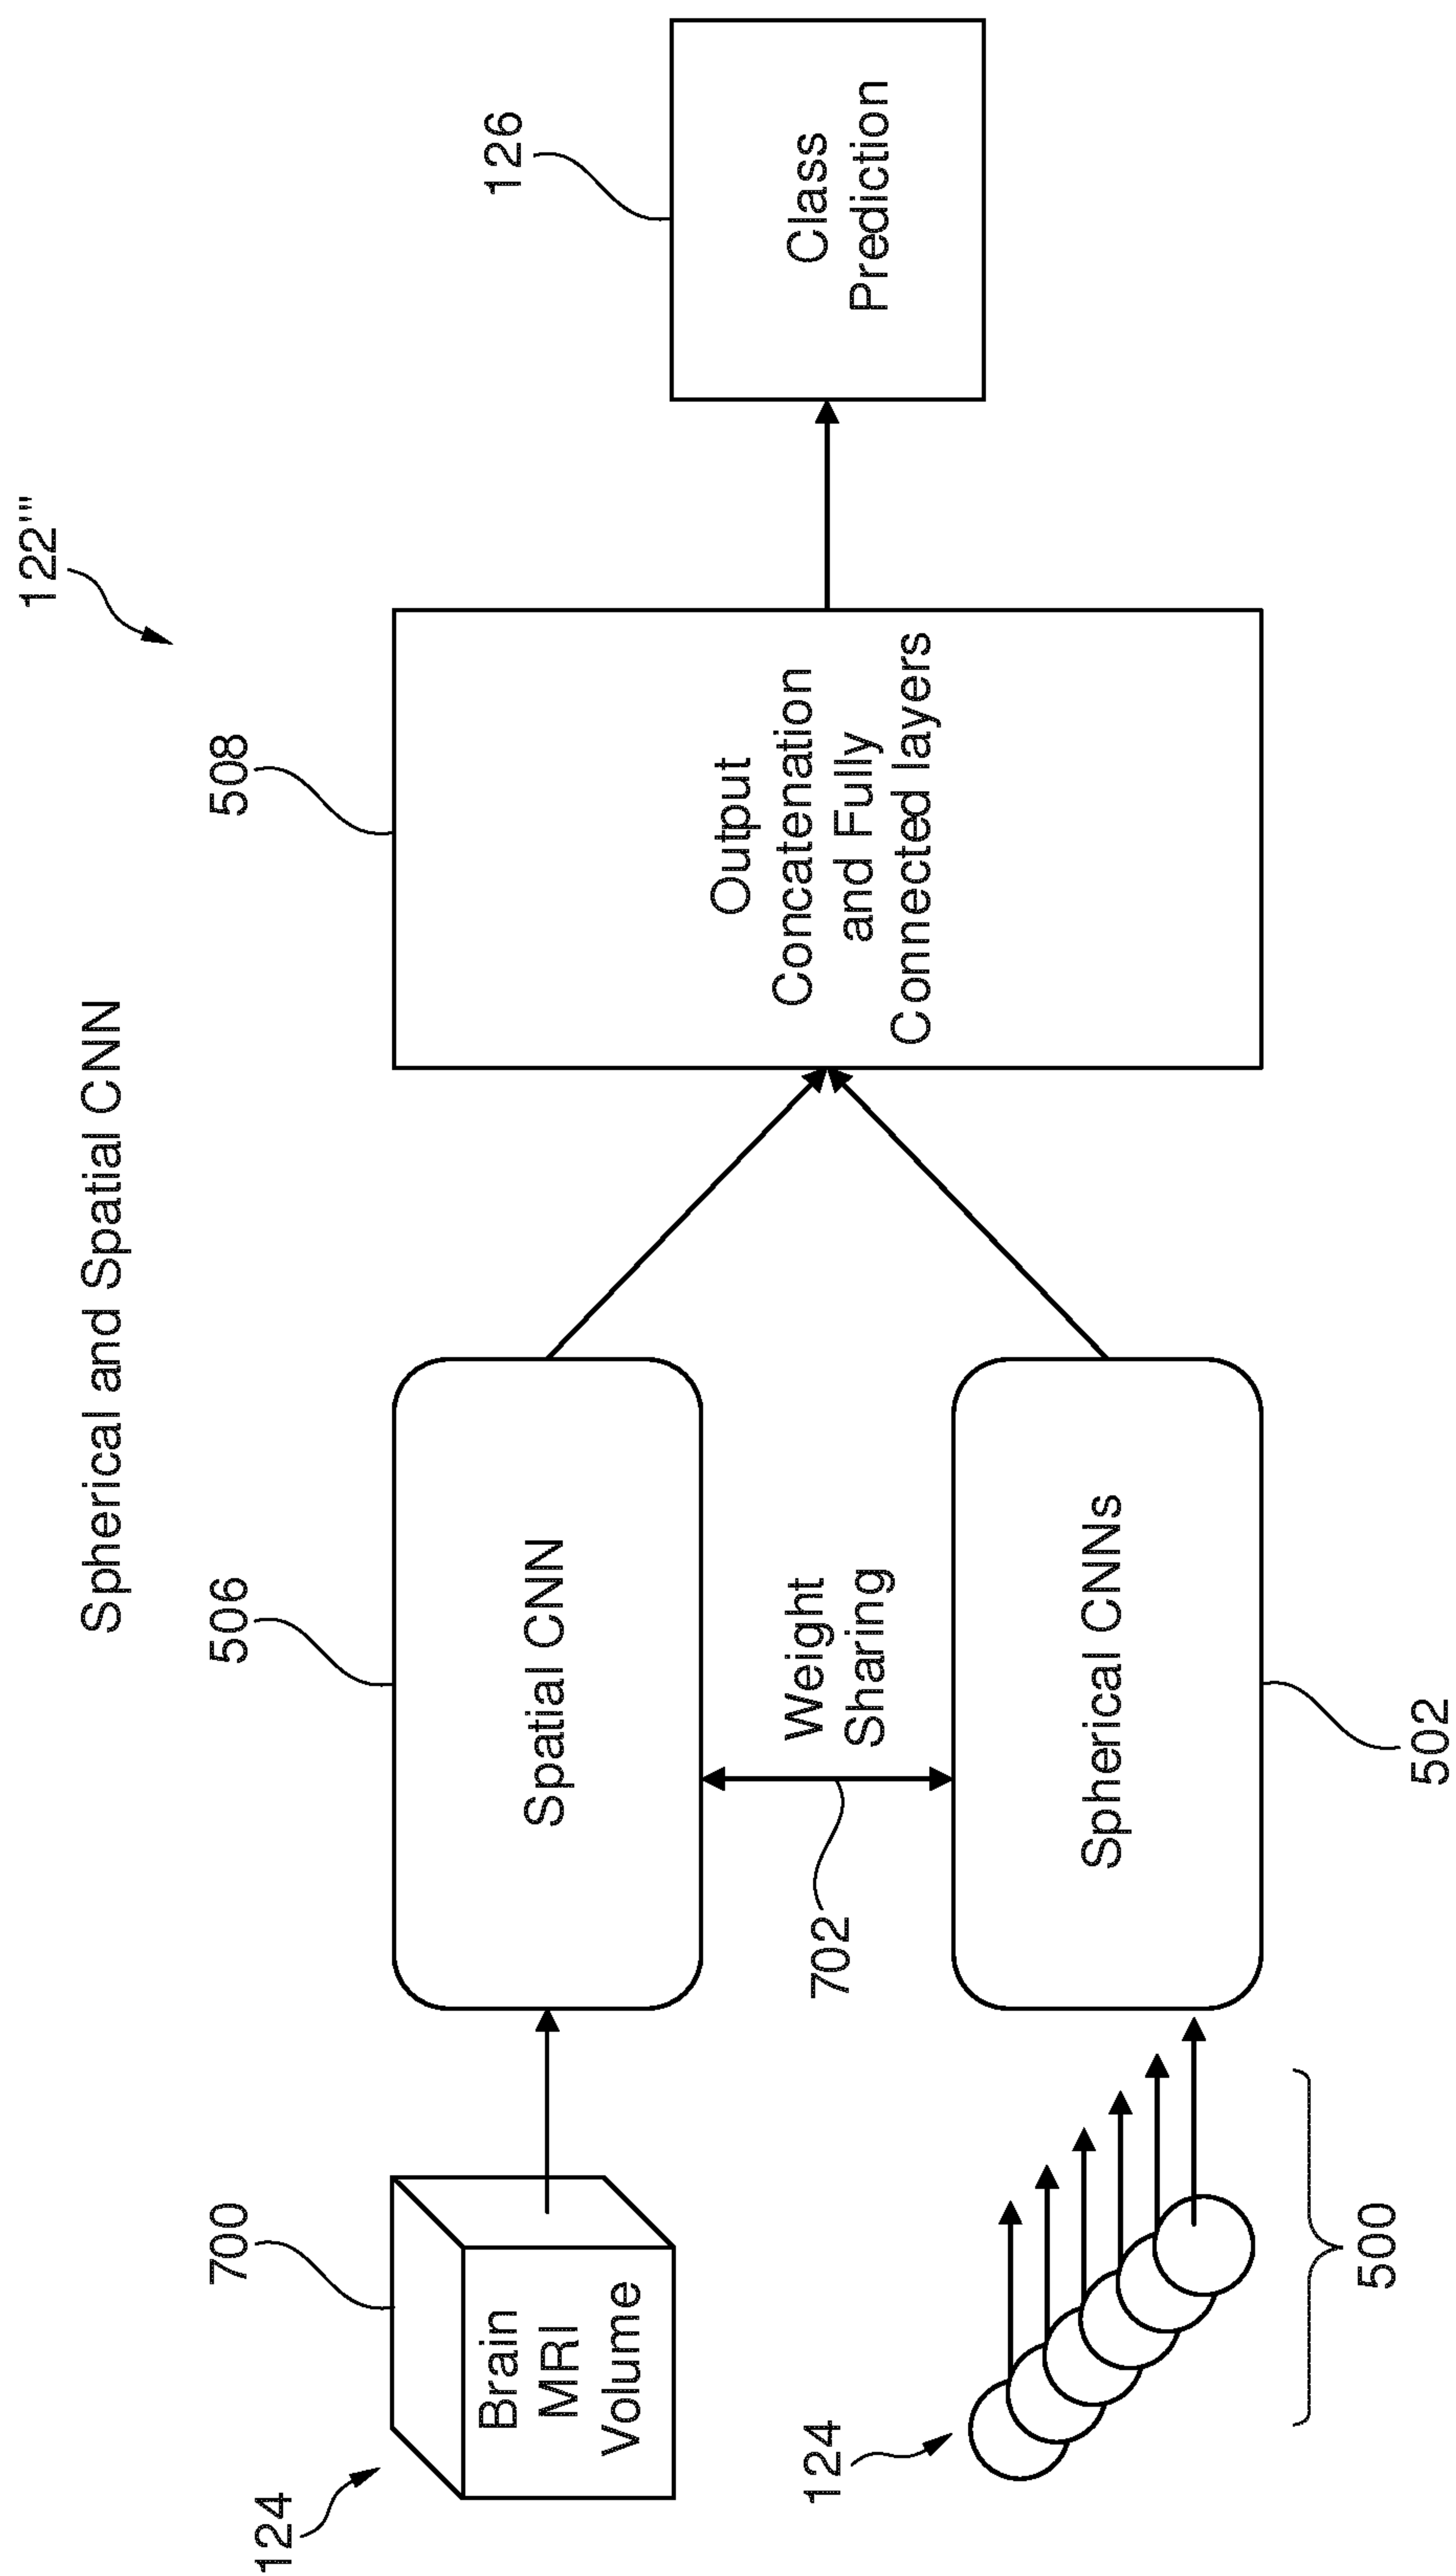 Spherical and Spatial CNN
122'''
124
700
Brain
MRI
Volume
506
Spatial CNN
702
Weight
Sharing
124
500
Spherical CNNs
502
508
Output
Concatenation
and Fully
Connected layers
126
Class
Prediction